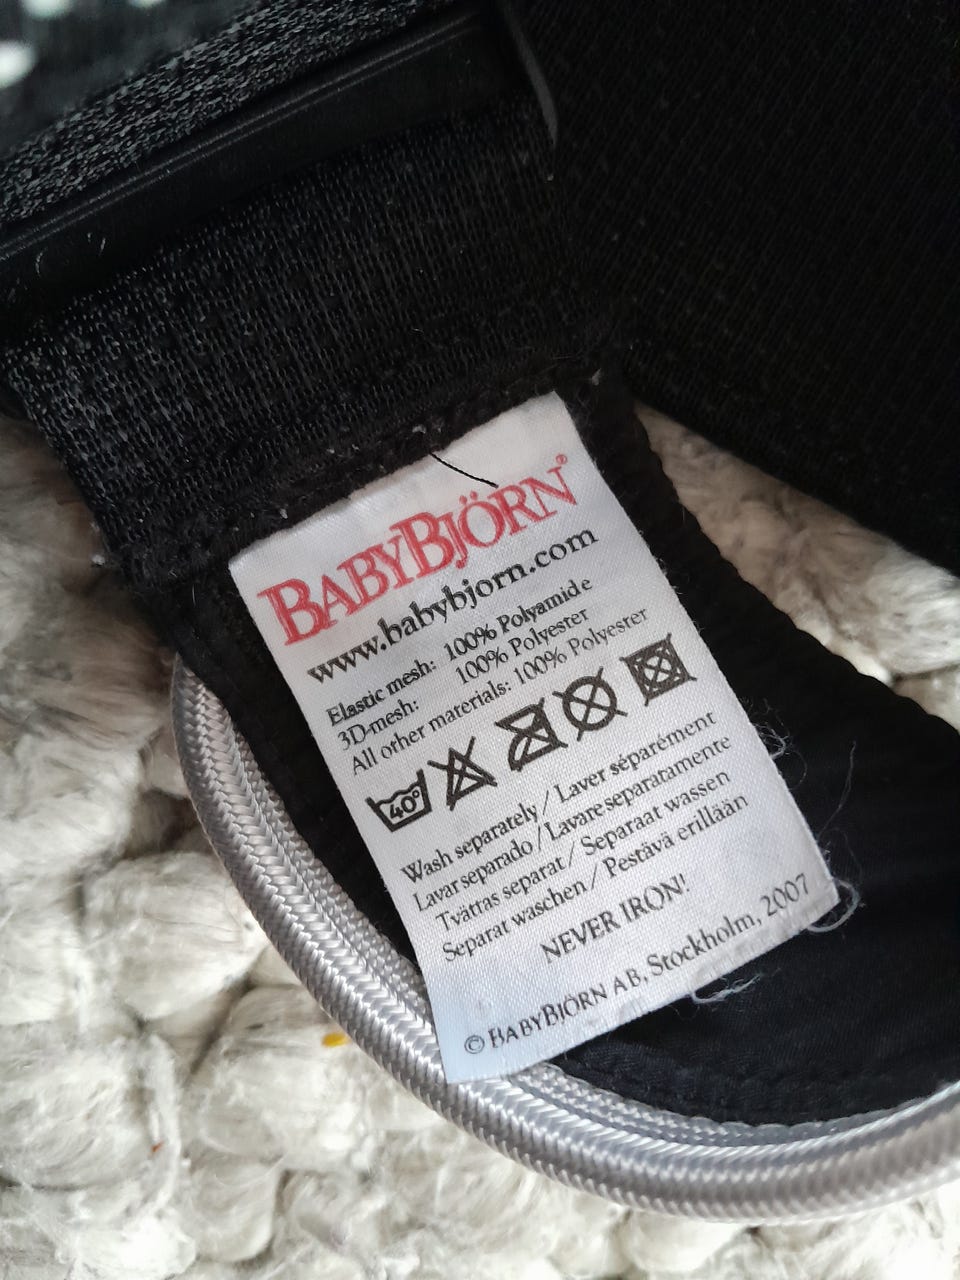 BABYBJÖRN®
www.babybjorn.com
Elastic mesh: 100% Polyamide
3D-mesh: 100% Polyester
All other materials: 100% Polyester
40°
Wash separately / Laver séparément
Lavar separado / Lavare separatamenre
Tvättas separat / Separaat wassen
Separat waschen / Pestävä erillään
NEVER IRON!
© BABYBJÖRN AB, Stockholm, 2007